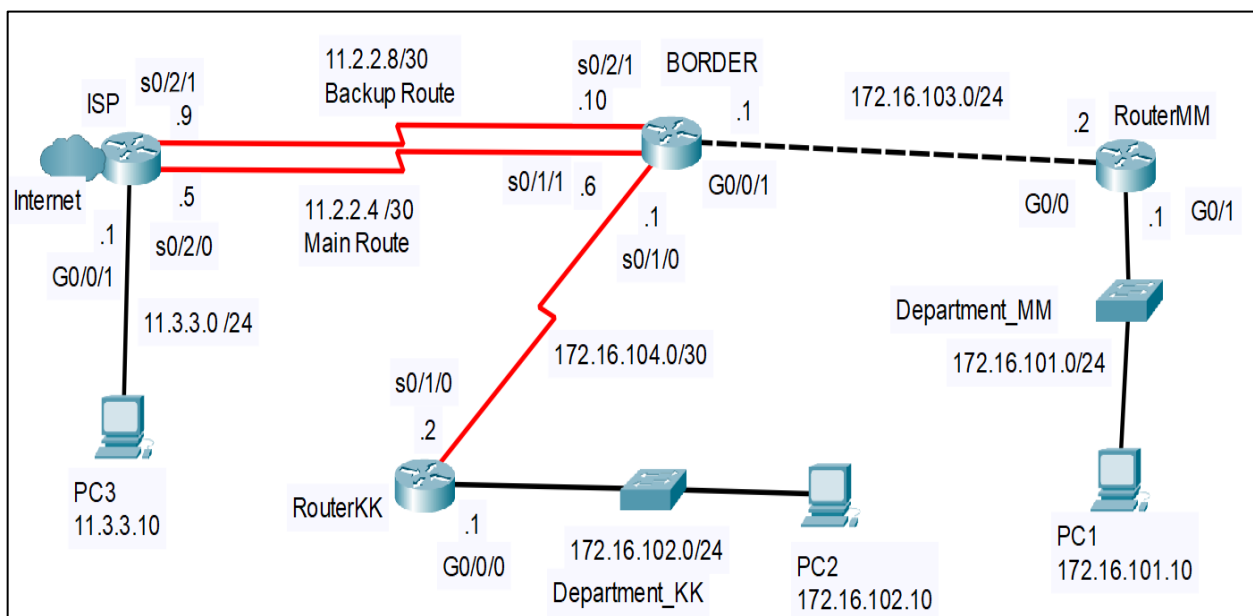 11.2.2.8/30
Backup Route
s0/2/1
BORDER
ISP
s0/2/1
.9
.10
.1
172.16.103.0/24
.2
RouterMM
Internet
.5
s0/2/0
.1
G0/0/1
11.2.2.4 /30
Main Route
s0/1/1
.6
G0/0/1
.1
s0/1/0
G0/0
.1
G0/1
11.3.3.0 /24
Department_MM
172.16.101.0/24
172.16.104.0/30
s0/1/0
.2
PC3
11.3.3.10
RouterKK
.1
G0/0/0
172.16.102.0/24
Department_KK
PC2
172.16.102.10
PC1
172.16.101.10